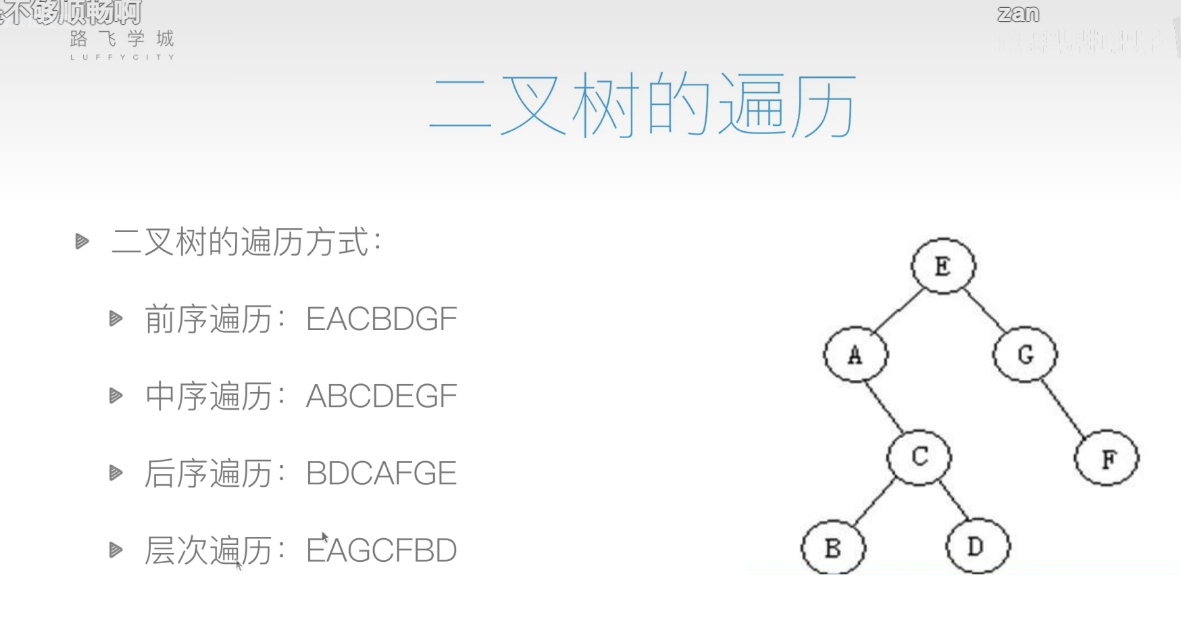 不够顺畅啊
zan
路飞学城
LUFFYCITY
二叉树的遍历
二叉树的遍历方式：
前序遍历：EACBDGF
中序遍历：ABCDEGF
后序遍历：BDCAFGE
层次遍历：EAGCFBD
E
A
G
C
F
B
D